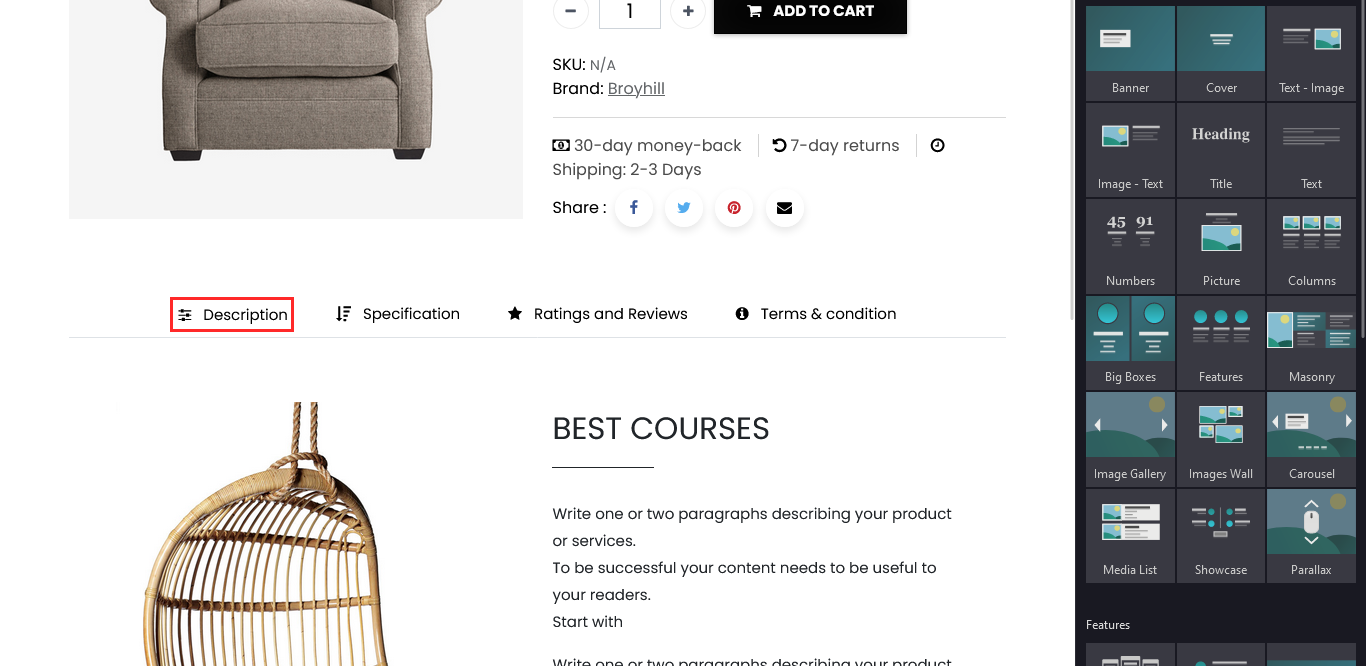 1
ADD TO CART
SKU: N/A
Brand: Broyhill
30-day money-back
7-day returns
Shipping: 2-3 Days
Share :
Description
Specification
Ratings and Reviews
Terms & condition
BEST COURSES
Write one or two paragraphs describing your product
or services.
To be successful your content needs to be useful to
your readers.
Start with
Write one or two paragraphs describing your product
Banner
Cover
Text - Image
Heading
Image - Text
Title
Text
45 91
Numbers
Picture
Columns
Big Boxes
Features
Masonry
Image Gallery
Images Wall
Carousel
Media List
Showcase
Parallax
Features